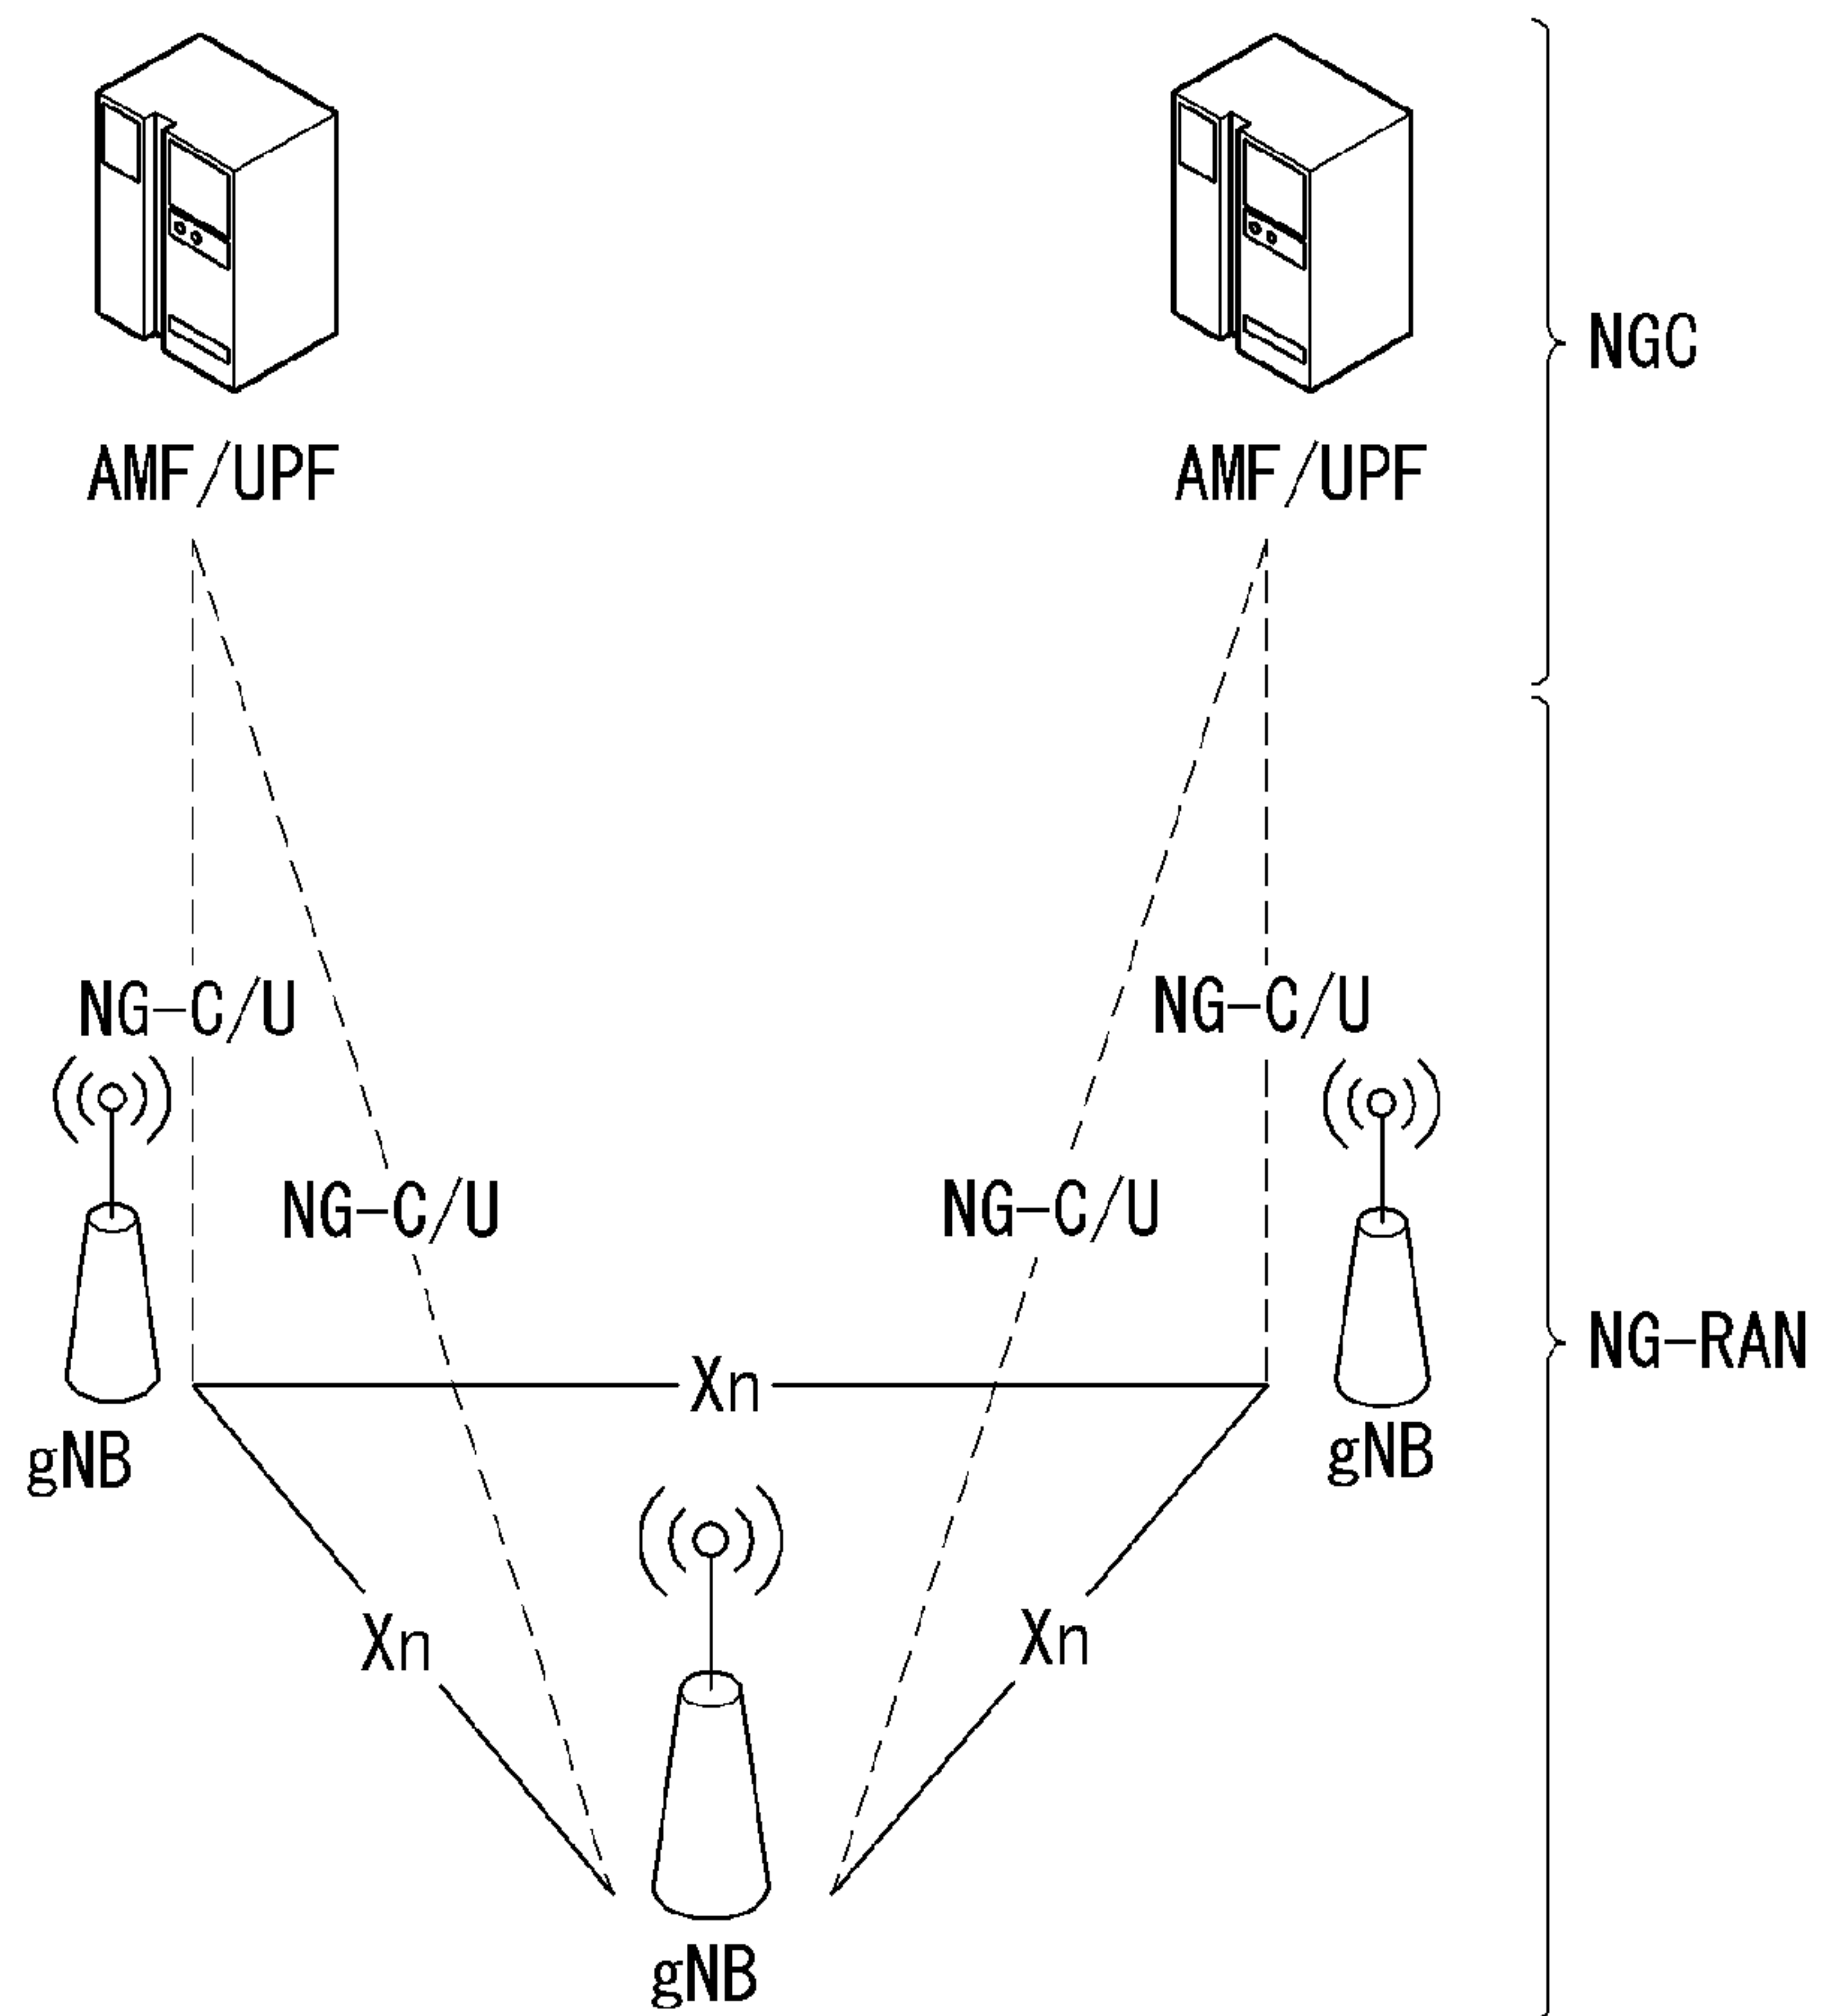 NGC
AMF/UPF
AMF/UPF
NG-C/U
NG-C/U
NG-C/U
NG-C/U
NG-RAN
Xn
gNB
gNB
Xn
Xn
gNB